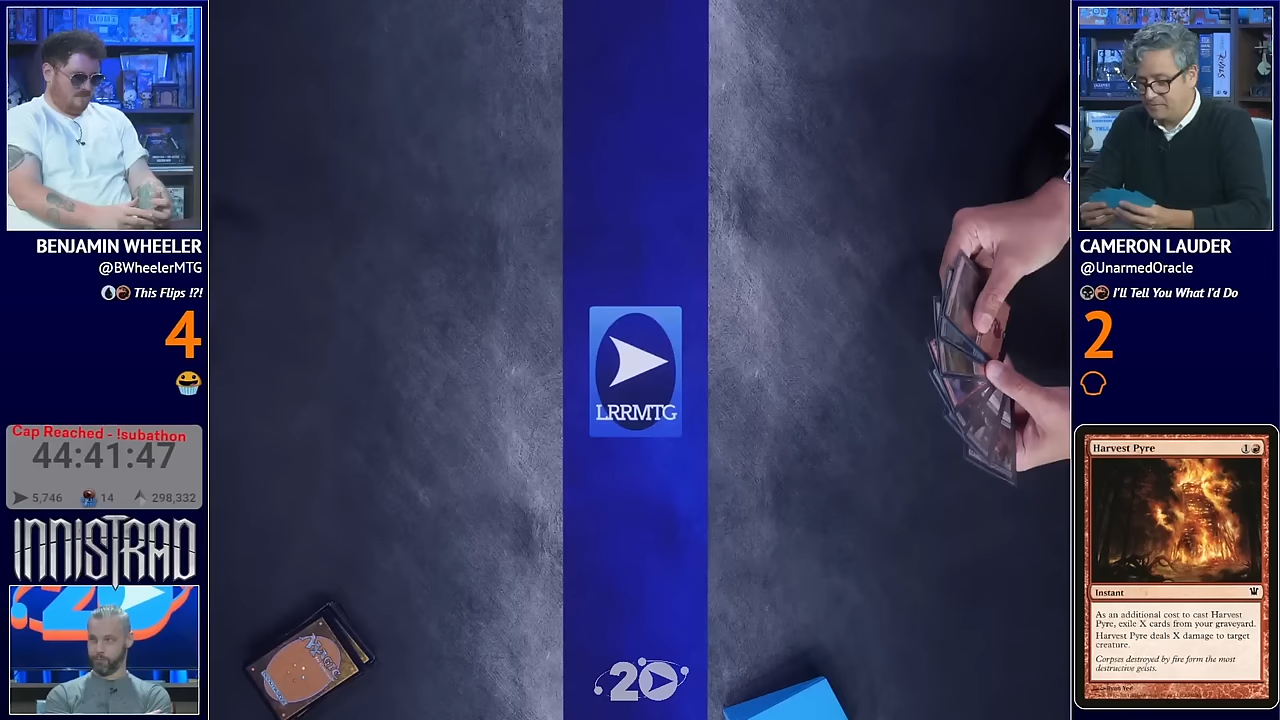 BENJAMIN WHEELER
@BWheelerMTG
This Flips !?!
4
Cap Reached - !subathon
44:41:47
5,746
14
298,332
INNISTRAD
20
LRRMTG
20
CAMERON LAUDER
@UnarmedOracle
I'll Tell You What I'd Do
2
Harvest Pyre
1
Instant
As an additional cost to cast Harvest
Pyre, exile X cards from your graveyard.
Harvest Pyre deals X damage to target
creature.
Corpses destroyed by fire form the most
destructive geists.